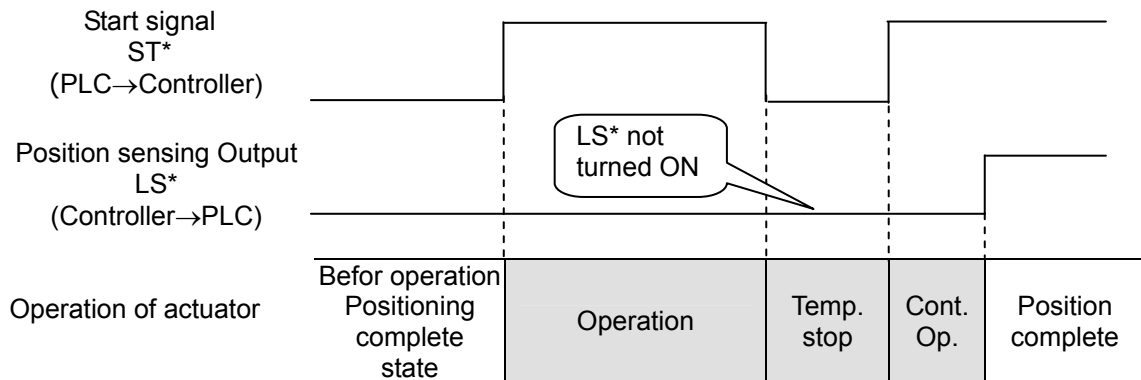 Start signal
ST*
(PLC→Controller)
LS* not
turned ON
Position sensing Output
LS*
(Controller→PLC)
Operation of actuator
Befor operation
Positioning
complete
state
Operation
Temp.
stop
Cont.
Op.
Position
complete